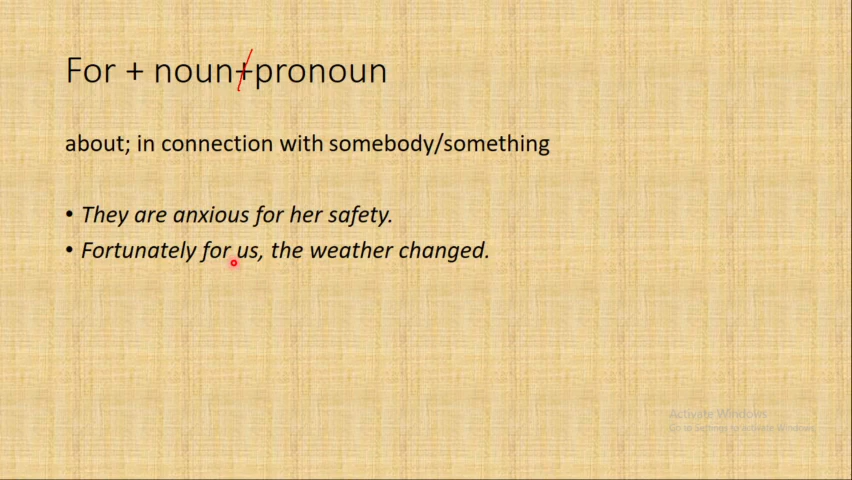 For + noun+pronoun
about; in connection with somebody/something
• They are anxious for her safety.
• Fortunately for us, the weather changed.
Activate Windows
Go to Settings to activate Windows.